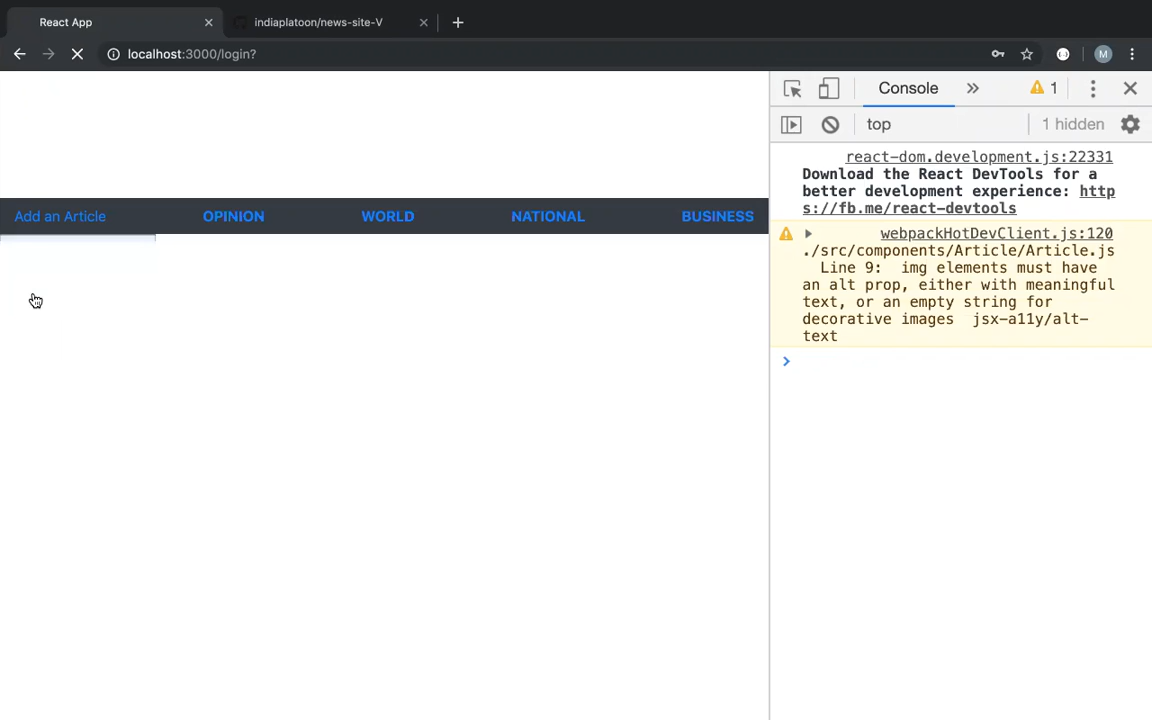 React App
indiaplatoon/news-site-V
localhost:3000/login?
M
Console
1
top
1 hidden
react-dom.development.js:22331
Download the React DevTools for a
better development experience: http
s://fb.me/react-devtools
webpackHotDevClient.js:120
./src/components/Article/Article.js
Line 9:  img elements must have
an alt prop, either with meaningful
text, or an empty string for
decorative images  jsx-a11y/alt-
text
Add an Article OPINION WORLD NATIONAL BUSINESS